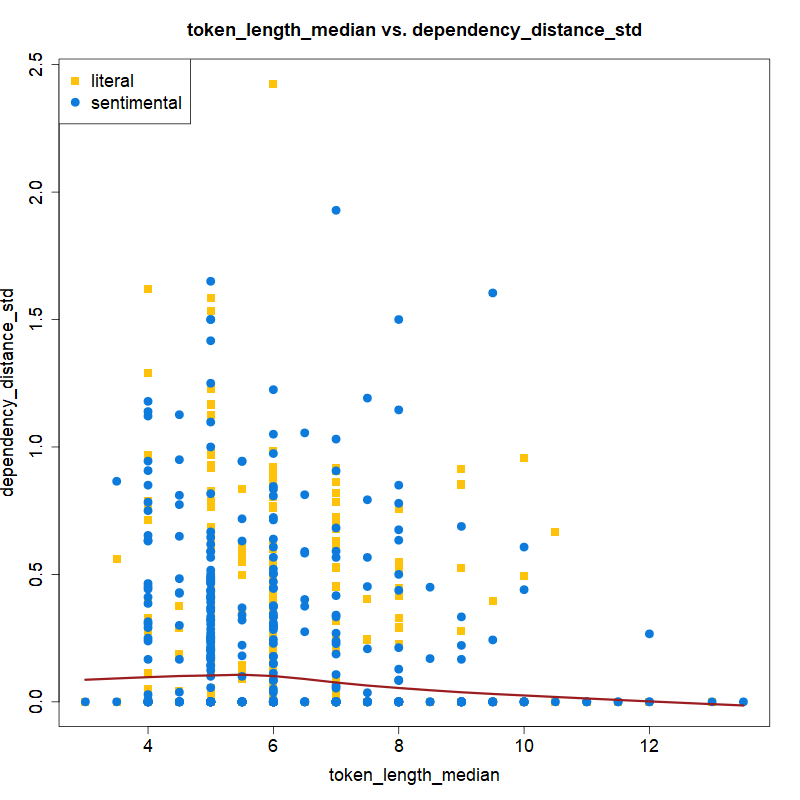 token_length_median vs. dependency_distance_std
literal
sentimental
dependency_distance_std
2.5
2.0
1.5
1.0
0.5
0.0
4 6 8 10 12
token_length_median